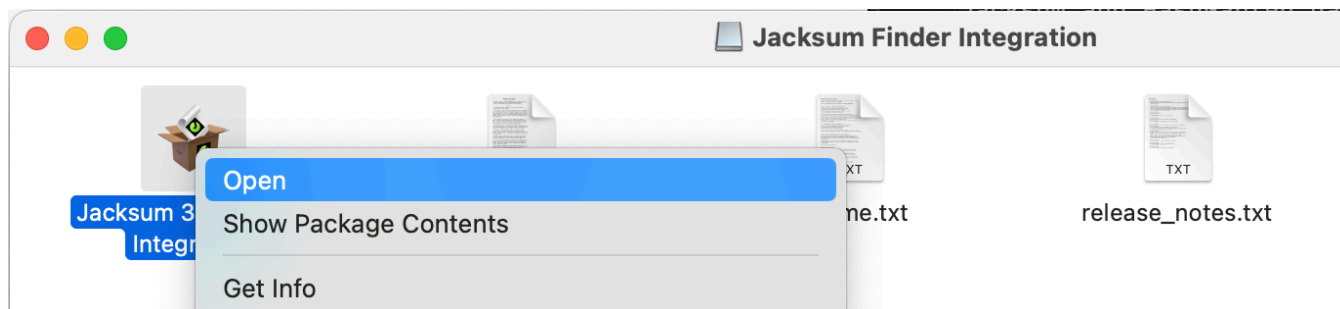 Jacksum Finder Integration
Jacksum 3
Integr
Open
Show Package Contents
Get Info
XT
me.txt
TXT
release_notes.txt